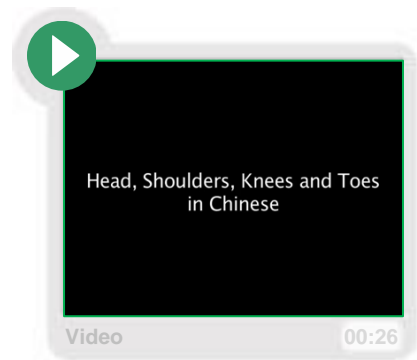 Head, Shoulders, Knees and Toes
in Chinese
Video
00:26